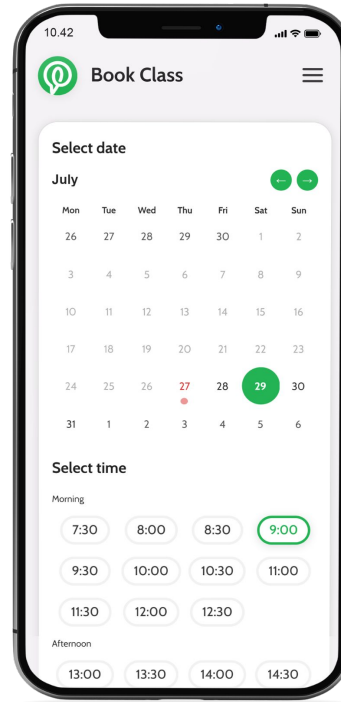 10.42
Book Class
Select date
July
← →
Mon Tue Wed Thu Fri Sat Sun
26 27 28 29 30 1 2
3 4 5 6 7 8 9
10 11 12 13 14 15 16
17 18 19 20 21 22 23
24 25 26 27 28 29 30
31 1 2 3 4 5 6
Select time
Morning
7:30 8:00 8:30 9:00
9:30 10:00 10:30 11:00
11:30 12:00 12:30
Afternoon
13:00 13:30 14:00 14:30